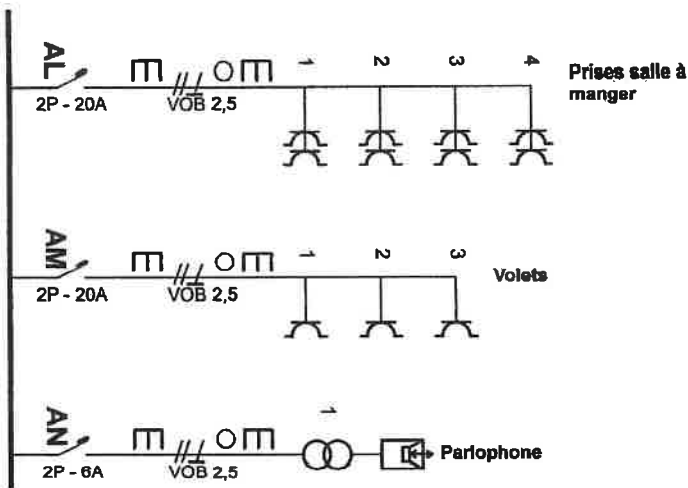 AL
1 2 3 4
Prises salle à
manger
2P - 20A
VOB 2,5
AM
1 2 3
Volets
2P - 20A
VOB 2,5
AN
1
Parlophone
2P - 6A
VOB 2,5